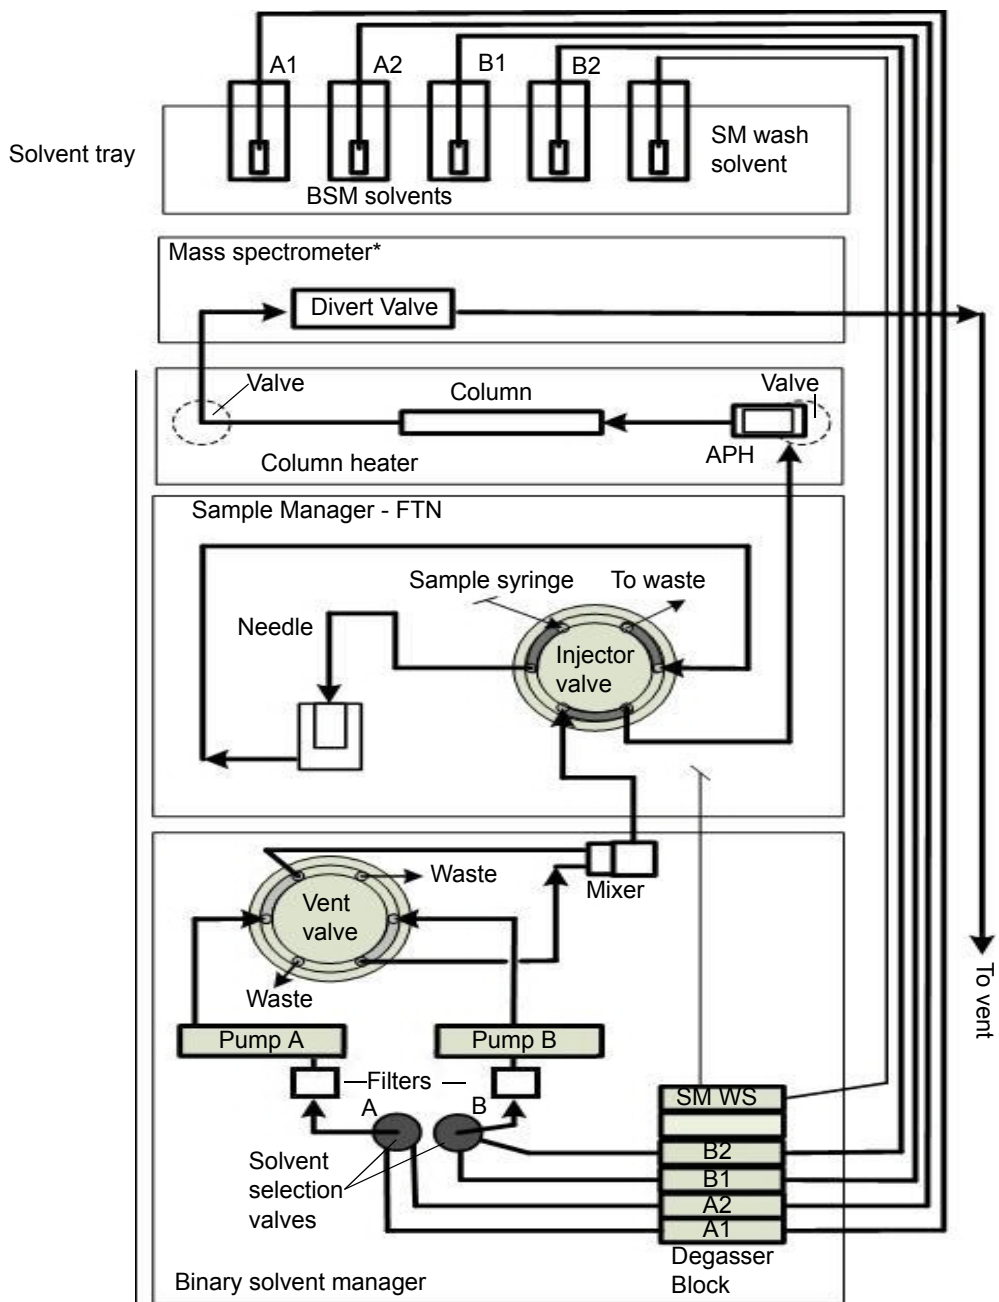 A1
A2
B1
B2
Solvent tray
SM wash
solvent
BSM solvents
Mass spectrometer*
Divert Valve
Valve
Column
Valve
APH
Column heater
Sample Manager - FTN
Sample syringe
To waste
Needle
Injector
valve
Waste
Mixer
Vent
valve
Waste
To vent
Pump A
Pump B
Filters
A
B
SM WS
B2
B1
A2
A1
Solvent
selection
valves
Degasser
Block
Binary solvent manager